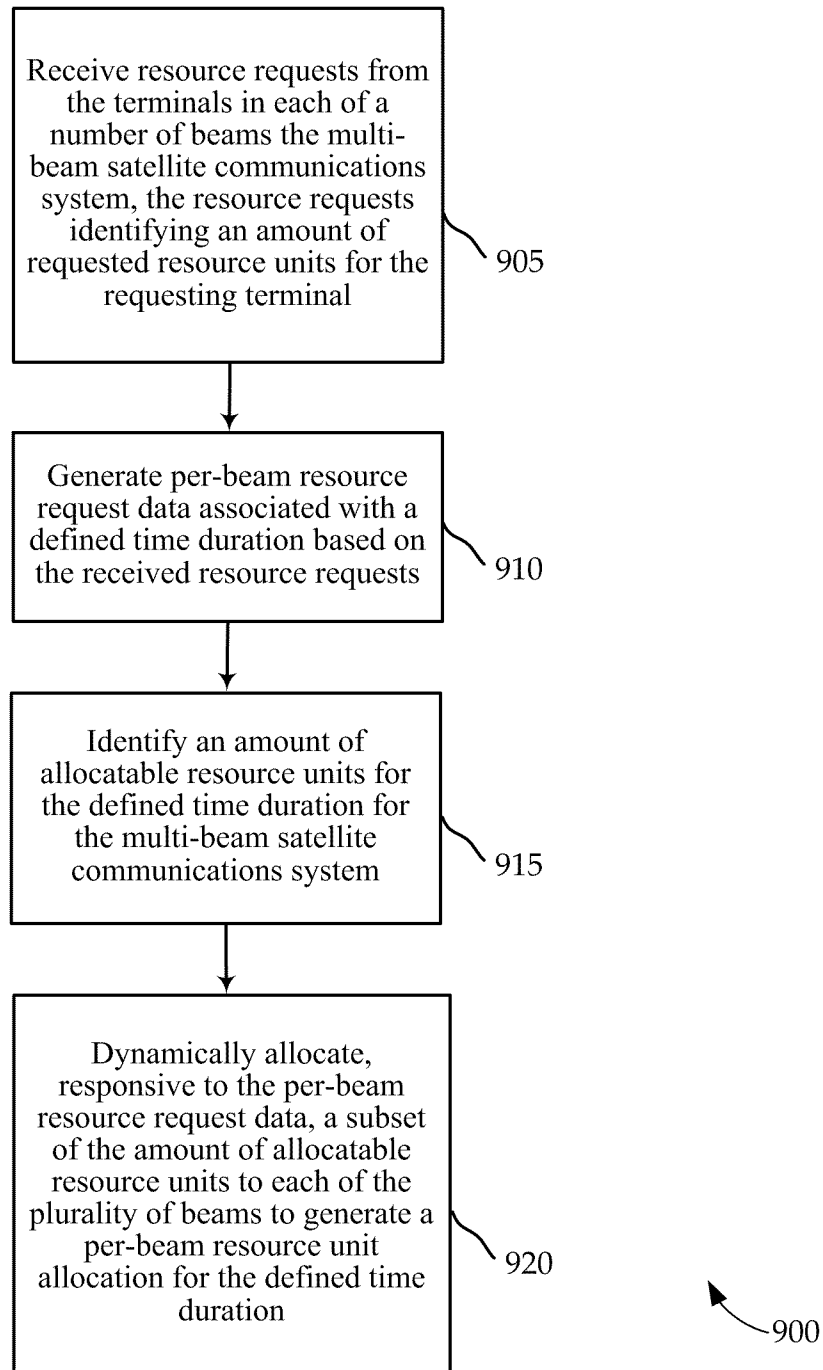 Receive resource requests from
the terminals in each of a
number of beams the multi-
beam satellite communications
system, the resource requests
identifying an amount of
requested resource units for the
requesting terminal
905
Generate per-beam resource
request data associated with a
defined time duration based on
the received resource requests
910
Identify an amount of
allocatable resource units for
the defined time duration for
the multi-beam satellite
communications system
915
Dynamically allocate,
responsive to the per-beam
resource request data, a subset
of the amount of allocatable
resource units to each of the
plurality of beams to generate a
per-beam resource unit
allocation for the defined time
duration
920
900